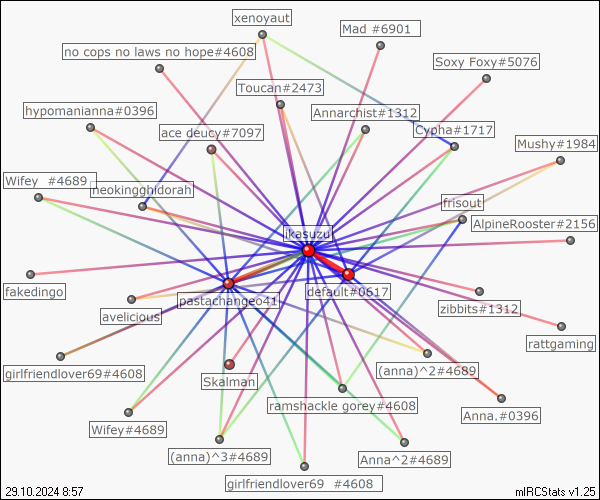 xenoyaut
Mad #6901
no cops no laws no hope#4608
Soxy Foxy#5076
Toucan#2473
hypomanianna#0396
Annarchist#1312
ace deucy#7097
Cypha#1717
Mushy#1984
Wifey #4689
neokingghidorah
frisout
AlpineRooster#2156
ikasuzu
fakedingo
pastachangeo41
default#0617
avelicious
zibbits#1312
rattgaming
girlfriendlover69#4608
(anna)^2#4689
Skalman
ramshackle gorey#4608
Anna.#0396
Wifey#4689
(anna)^3#4689
Anna^2#4689
girlfriendlover69 #4608
29.10.2024 8:57
mIRCStats v1.25